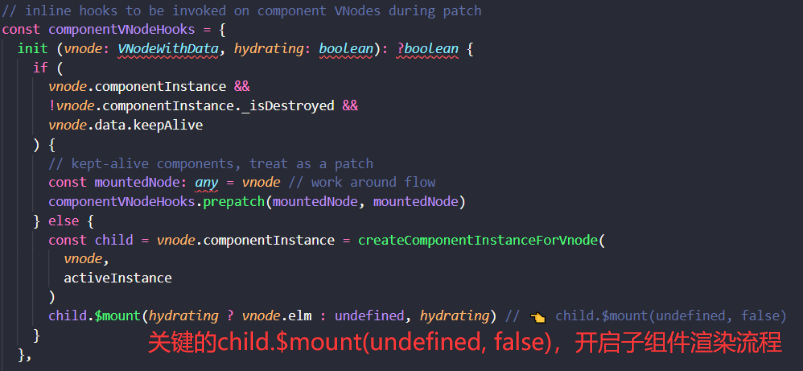 // inline hooks to be invoked on component VNodes during patch
const componentVNodeHooks = {
  init (vnode: VNodeWithData, hydrating: boolean): ?boolean {
    if (
      vnode.componentInstance &&
      !vnode.componentInstance._isDestroyed &&
      vnode.data.keepAlive
    ) {
      // kept-alive components, treat as a patch
      const mountedNode: any = vnode // work around flow
      componentVNodeHooks.prepatch(mountedNode, mountedNode)
    } else {
      const child = vnode.componentInstance = createComponentInstanceForVnode(
        vnode,
        activeInstance
      )
      child.$mount(hydrating ? vnode.elm : undefined, hydrating) // 👈 child.$mount(undefined, false)
    }
关键的child.$mount(undefined, false)，开启子组件渲染流程
  },